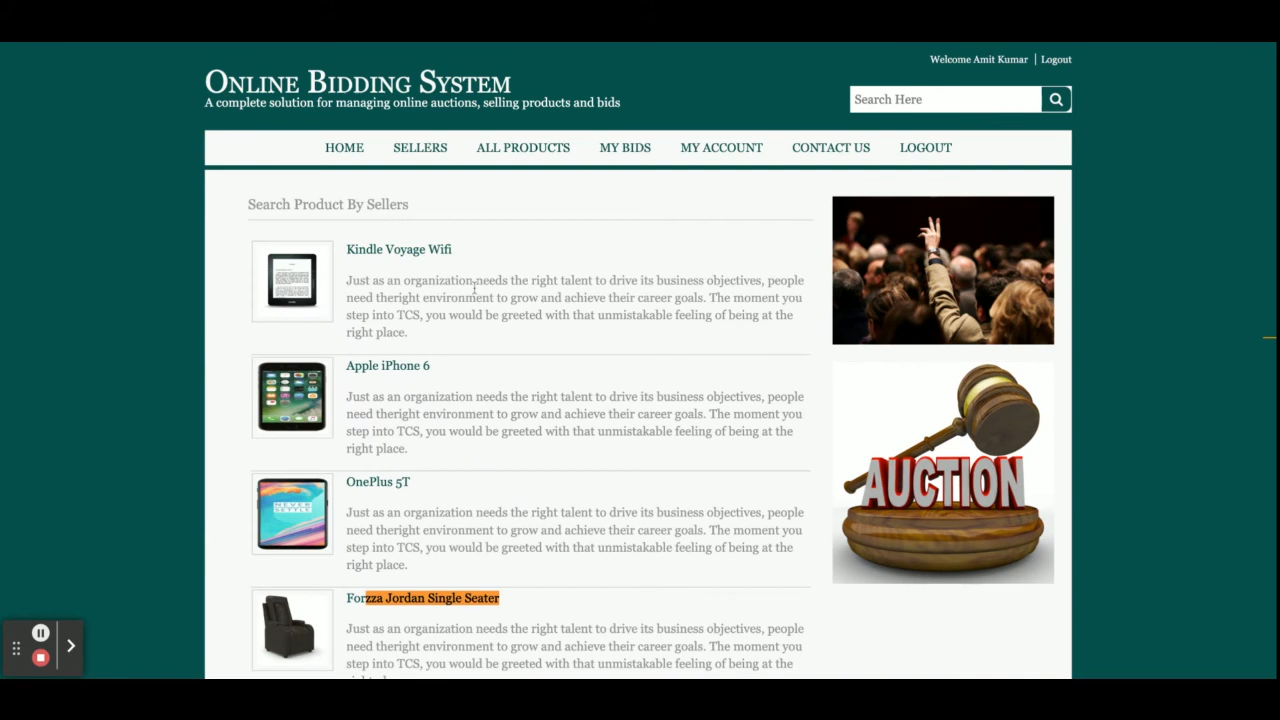 Welcome Amit Kumar | Logout
Online Bidding System
A complete solution for managing online auctions, selling products and bids
Search Here
HOME SELLERS ALL PRODUCTS MY BIDS MY ACCOUNT CONTACT US LOGOUT
Search Product By Sellers
Kindle Voyage Wifi
Just as an organization needs the right talent to drive its business objectives, people
need theright environment to grow and achieve their career goals. The moment you
step into TCS, you would be greeted with that unmistakable feeling of being at the
right place.
Apple iPhone 6
Just as an organization needs the right talent to drive its business objectives, people
need theright environment to grow and achieve their career goals. The moment you
step into TCS, you would be greeted with that unmistakable feeling of being at the
right place.
OnePlus 5T
NEVER
SETTLE
Just as an organization needs the right talent to drive its business objectives, people
need theright environment to grow and achieve their career goals. The moment you
step into TCS, you would be greeted with that unmistakable feeling of being at the
right place.
Forzza Jordan Single Seater
Just as an organization needs the right talent to drive its business objectives, people
need theright environment to grow and achieve their career goals. The moment you
step into TCS, you would be greeted with that unmistakable feeling of being at the
AUCTION